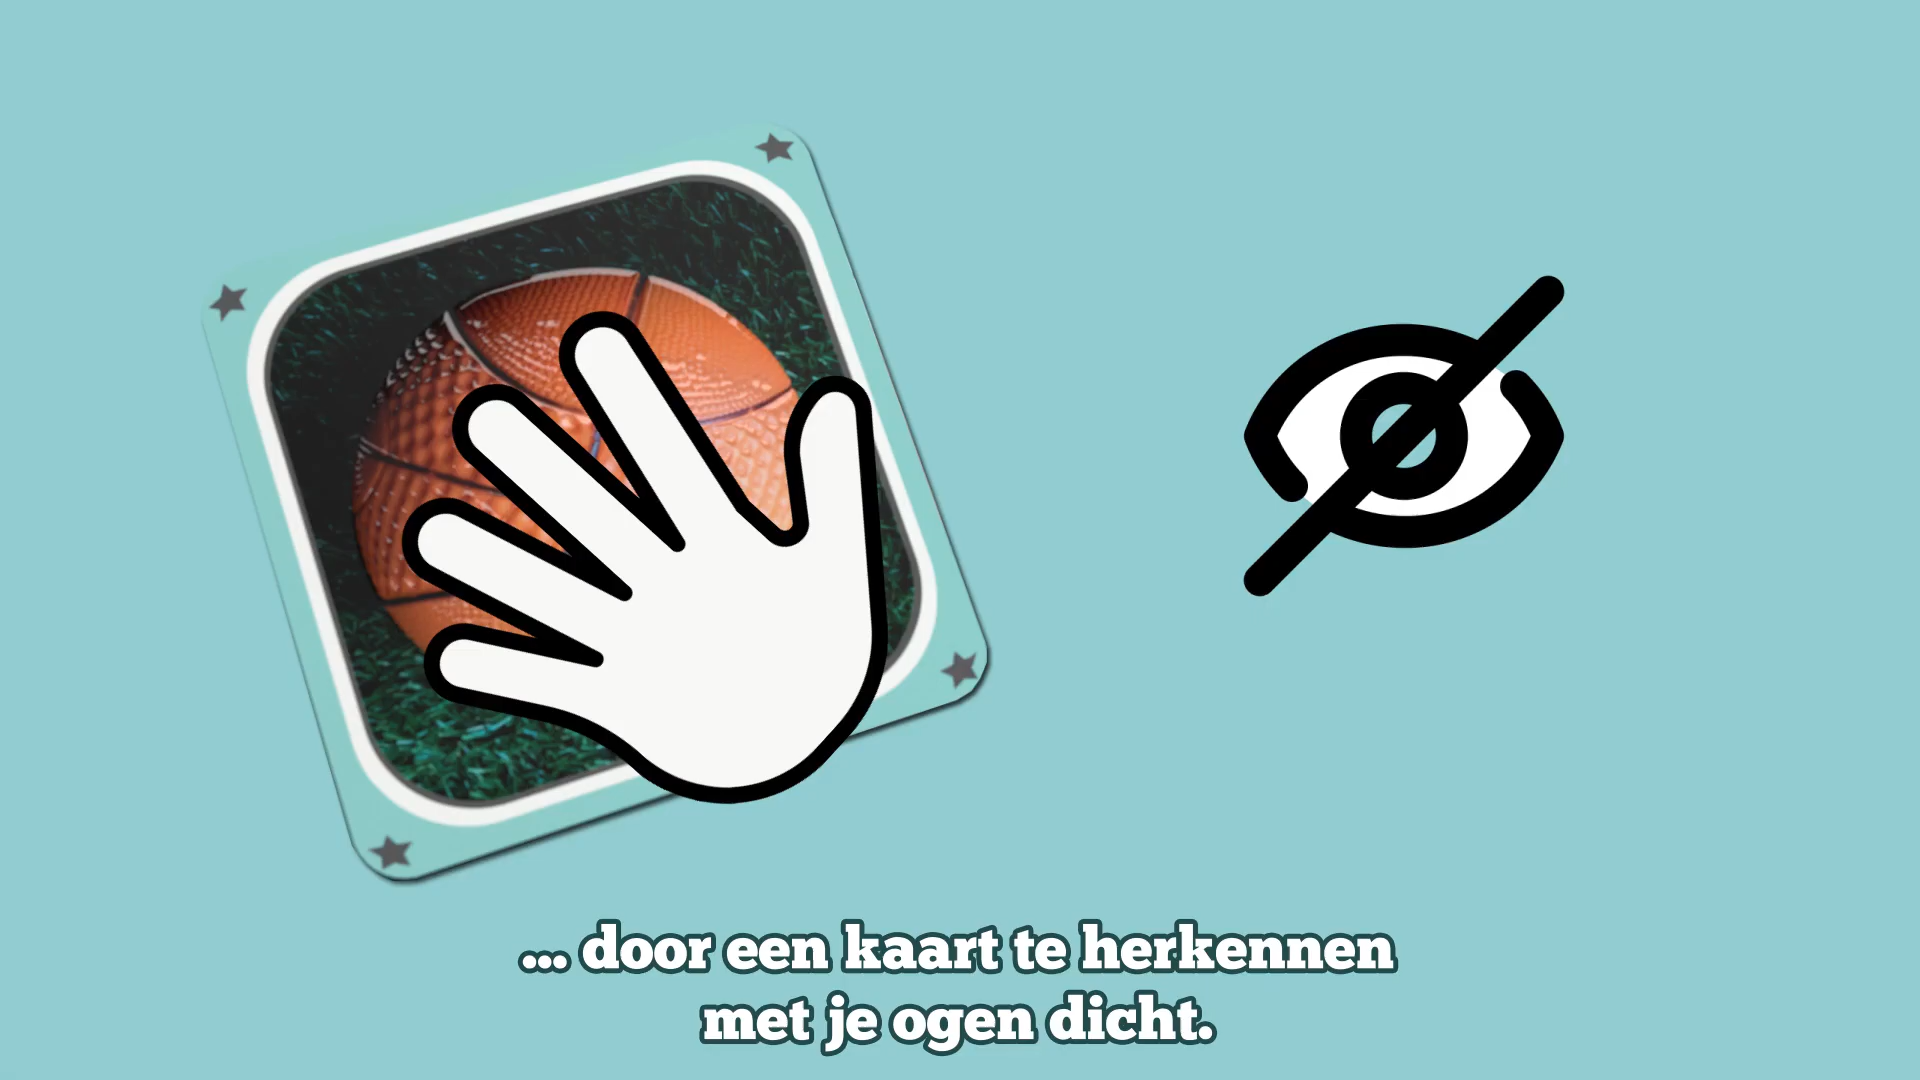 ... door een kaart te herkennen
met je ogen dicht.